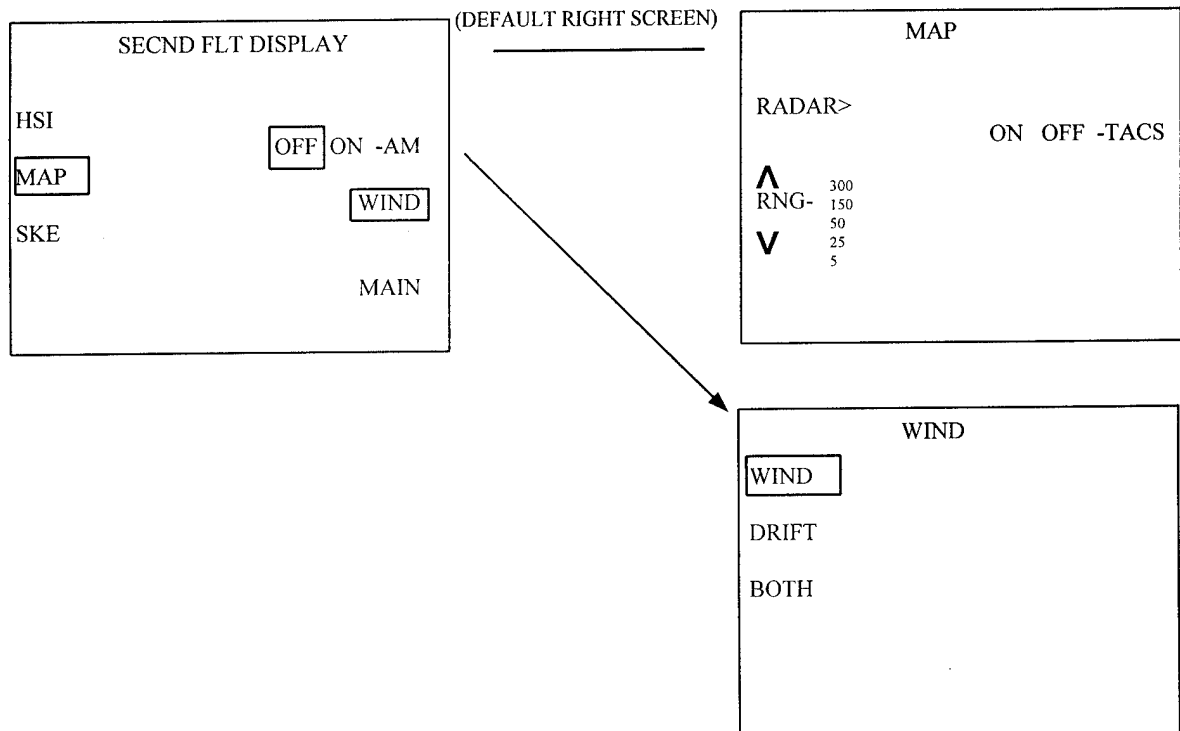 SECND FLT DISPLAY
HSI
OFF ON -AM
MAP
WIND
SKE
MAIN
(DEFAULT RIGHT SCREEN)
MAP
RADAR>
ON OFF -TACS
300
RNG- 150
50
25
5
WIND
WIND
DRIFT
BOTH